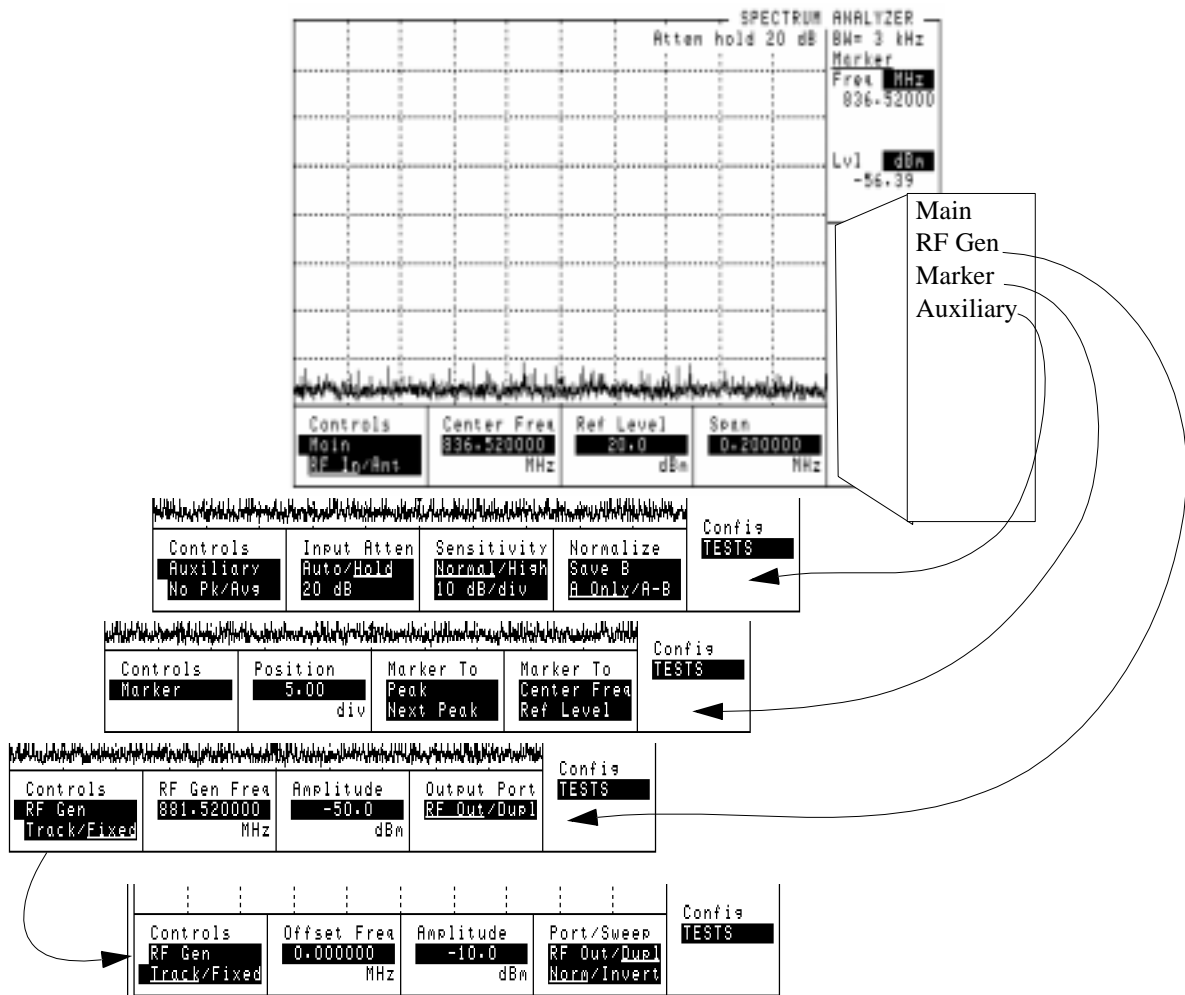 SPECTRUM ANALYZER
Atten hold 20 dB
BW= 3 kHz
Marker
Freq MHz
836.52000
Lvl dBm
-56.39
Main
RF Gen
Marker
Auxiliary
Controls
Main
RF In/Ant
Center Freq
836.520000
MHz
Ref Level
20.0
dBm
Span
0.200000
MHz
Controls
Auxiliary
No Pk/Avg
Input Atten
Auto/Hold
20 dB
Sensitivity
Normal/High
10 dB/div
Normalize
Save B
A Only/A-B
Config
TESTS
Controls
Marker
Position
5.00
div
Marker To
Peak
Next Peak
Marker To
Center Freq
Ref Level
Config
TESTS
Controls
RF Gen
Track/Fixed
RF Gen Freq
881.520000
MHz
Amplitude
-50.0
dBm
Output Port
RF Out/Dupl
Config
TESTS
Controls
RF Gen
Track/Fixed
Offset Freq
0.000000
MHz
Amplitude
-10.0
dBm
Port/Sweep
RF Out/Dupl
Norm/Invert
Config
TESTS